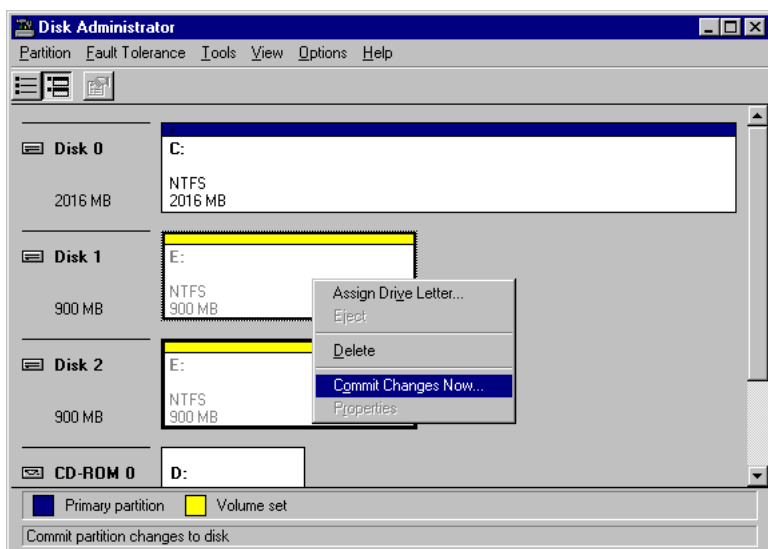 Disk Administrator
Partition Fault Tolerance Tools View Options Help
Disk 0
2016 MB
C:
NTFS
2016 MB
Disk 1
900 MB
E:
NTFS
900 MB
Assign Drive Letter...
Eject
Delete
Commit Changes Now...
Properties
Disk 2
900 MB
E:
NTFS
900 MB
CD-ROM 0
D:
Primary partition Volume set
Commit partition changes to disk